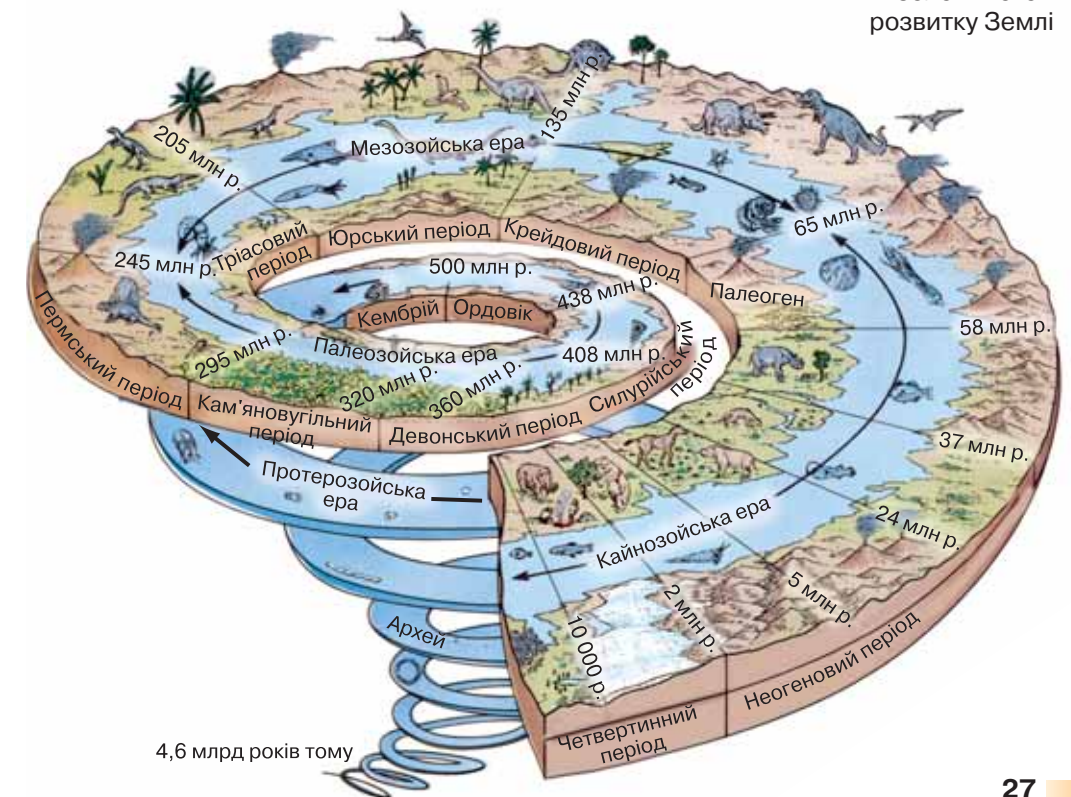 розвитку Землі
135 млн р.
205 млн р.
Мезозойська ера
65 млн р.
245 млн р.
Тріасовий
період
Юрський період
Крейдовий період
500 млн р.
438 млн р.
Палеоген
Кембрій
Ордовік
58 млн р.
295 млн р.
Палеозойська ера
408 млн р.
320 млн р.
360 млн р.
Силурійський
період
Пермський період
Кам'яновугільний
період
Девонський період
37 млн р.
Протерозойська
ера
24 млн р.
Кайнозойська ера
5 млн р.
2 млн р.
10 000 р.
Архей
Неогеновий період
Четвертинний
період
4,6 млрд років тому
27